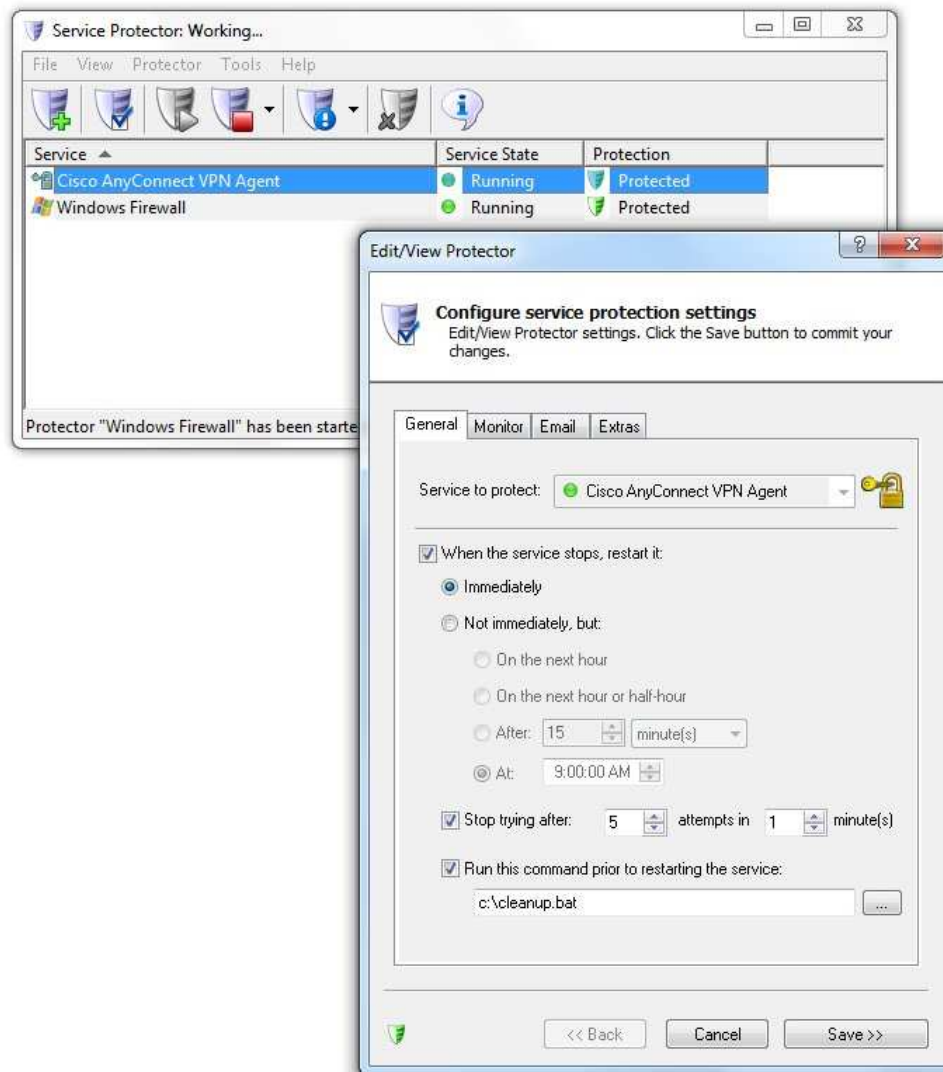 Service Protector: Working...
File View Protector Tools Help
Service Service State Protection
Cisco AnyConnect VPN Agent Running Protected
Windows Firewall Running Protected
Protector "Windows Firewall" has been starte
Edit/View Protector
Configure service protection settings
Edit/View Protector settings. Click the Save button to commit your
changes.
General Monitor Email Extras
Service to protect: Cisco AnyConnect VPN Agent
When the service stops, restart it:
Immediately
Not immediately, but:
On the next hour
On the next hour or half-hour
After: 15 minute(s)
At: 9:00:00 AM
Stop trying after: 5 attempts in 1 minute(s)
Run this command prior to restarting the service:
c:\cleanup.bat ...
<< Back Cancel Save >>